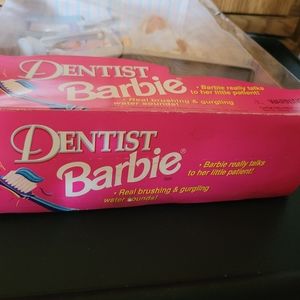 DENTIST
Barbie
• Barbie really talks
to her little patient!
• Real brushing & gurgling
water sounds!
DENTIST
Barbie®
• Barbie really talks
to her little patient!
• Real brushing & gurgling
water sounds!